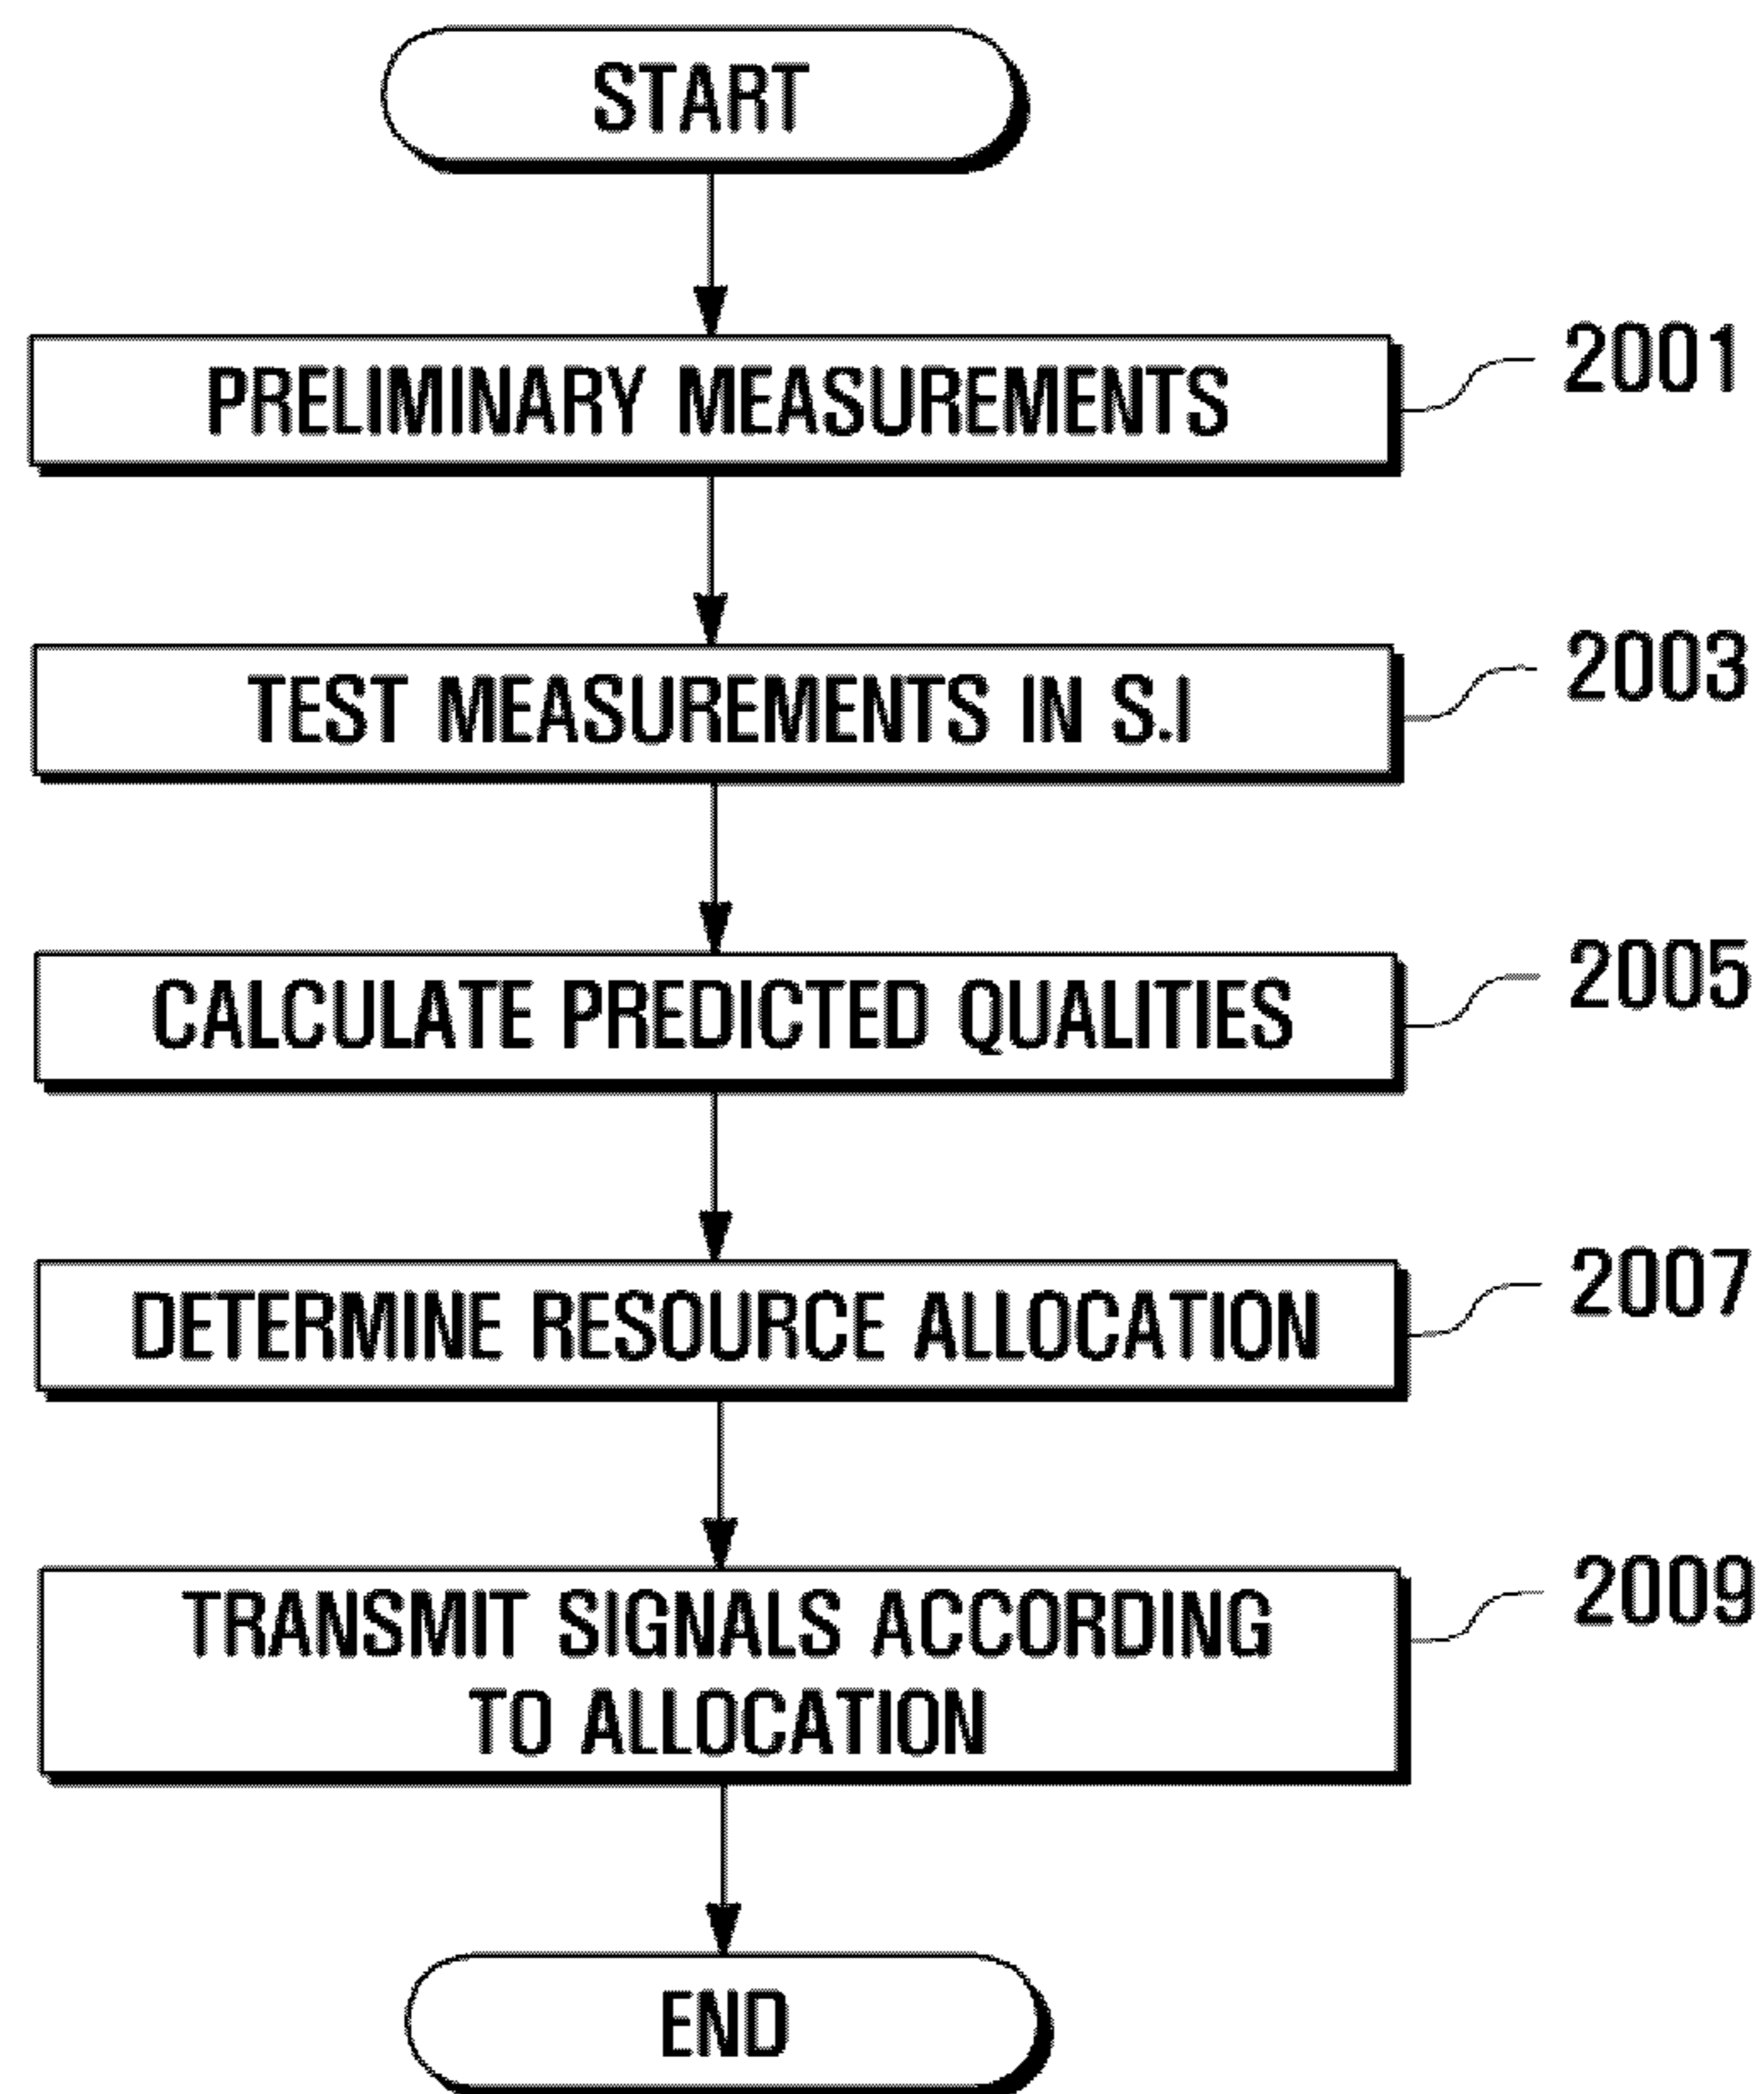 START
PRELIMINARY MEASUREMENTS
2001
TEST MEASUREMENTS IN S.I
2003
CALCULATE PREDICTED QUALITIES
2005
DETERMINE RESOURCE ALLOCATION
2007
TRANSMIT SIGNALS ACCORDING
TO ALLOCATION
2009
END